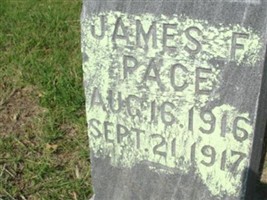 JAMES F.
PACE
AUG. 16, 1916
SEPT. 21, 1917